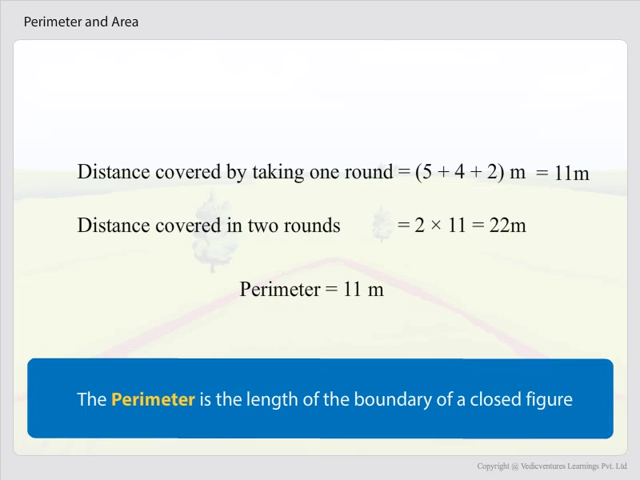 Perimeter and Area
Distance covered by taking one round = (5 + 4 + 2) m = 11m
Distance covered in two rounds = 2 × 11 = 22m
Perimeter = 11 m
The Perimeter is the length of the boundary of a closed figure
Copyright @ Vedicventures Learnings Pvt. Ltd